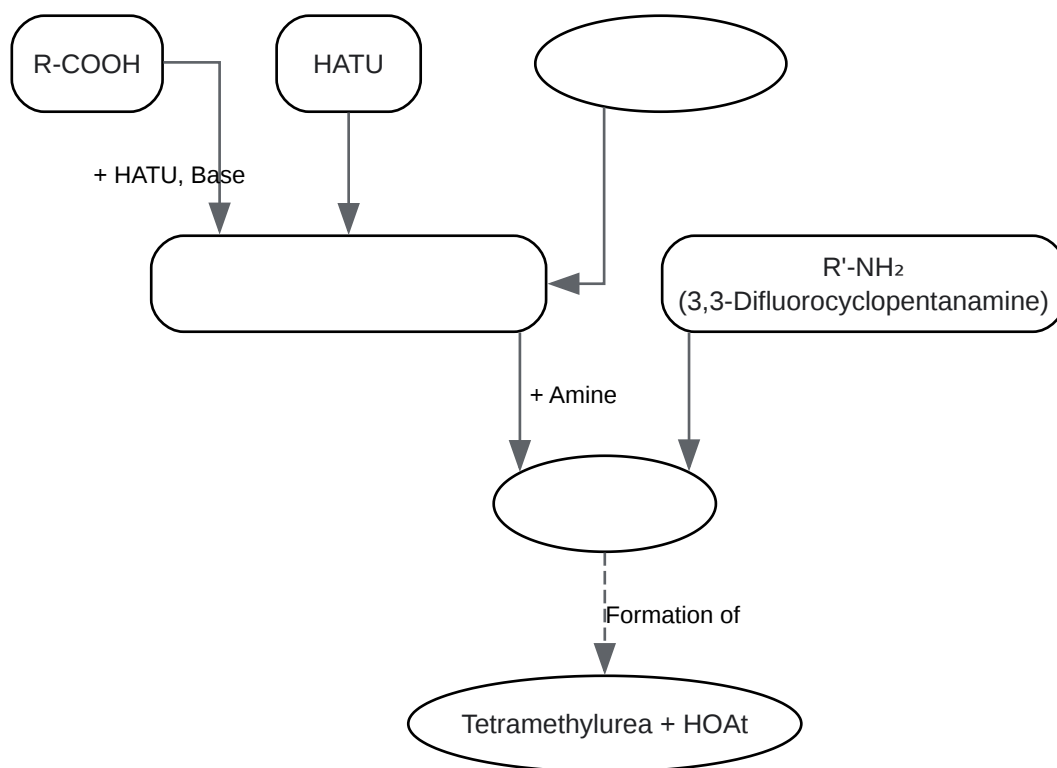 R-COOH
HATU
+ HATU, Base
R'-NH₂
(3,3-Difluorocyclopentanamine)
+ Amine
Formation of
Tetramethylurea + HOAt